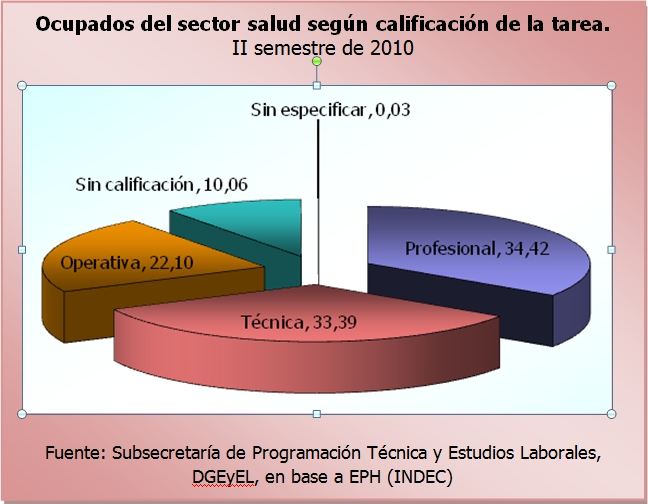 Ocupados del sector salud según calificación de la tarea.
II semestre de 2010
Sin especificar, 0,03
Sin calificación, 10,06
Profesional, 34,42
Operativa, 22,10
Técnica, 33,39
Fuente: Subsecretaría de Programación Técnica y Estudios Laborales,
DGEyEL, en base a EPH (INDEC)